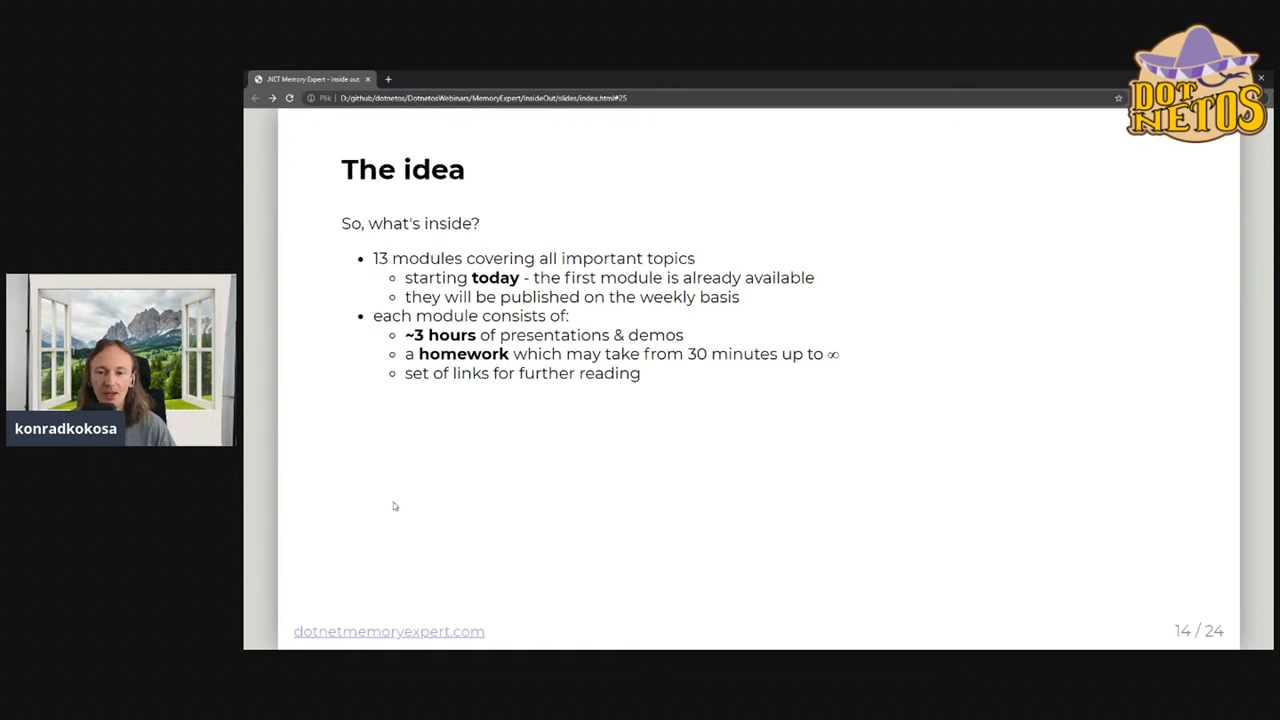 .NET Memory Expert - inside out
Plik
D:/github/dotnetos/DotnetosWebinars/MemoryExpert/InsideOut/slides/index.html#25
DOT
NETOS
The idea
So, what's inside?
13 modules covering all important topics
starting today - the first module is already available
they will be published on the weekly basis
each module consists of:
~3 hours of presentations & demos
a homework which may take from 30 minutes up to ∞
set of links for further reading
konradkokosa
dotnetmemoryexpert.com
14 / 24